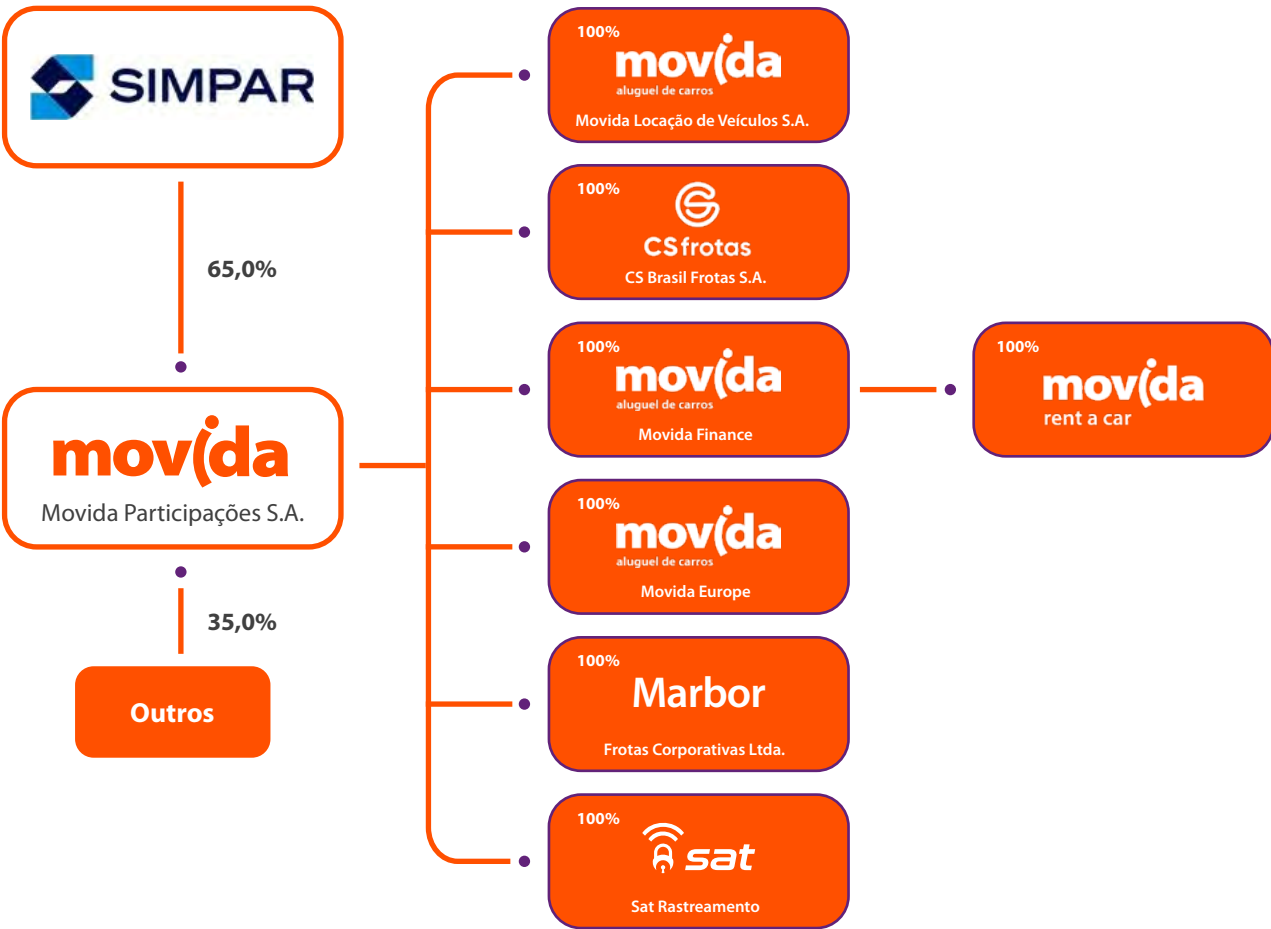 SIMPAR
65,0%
movida
Movida Participações S.A.
35,0%
Outros
100%
movida
aluguel de carros
Movida Locação de Veículos S.A.
100%
CSfrotas
CS Brasil Frotas S.A.
100%
movida
aluguel de carros
Movida Finance
100%
movida
rent a car
100%
movida
aluguel de carros
Movida Europe
100%
Marbor
Frotas Corporativas Ltda.
100%
sat
Sat Rastreamento